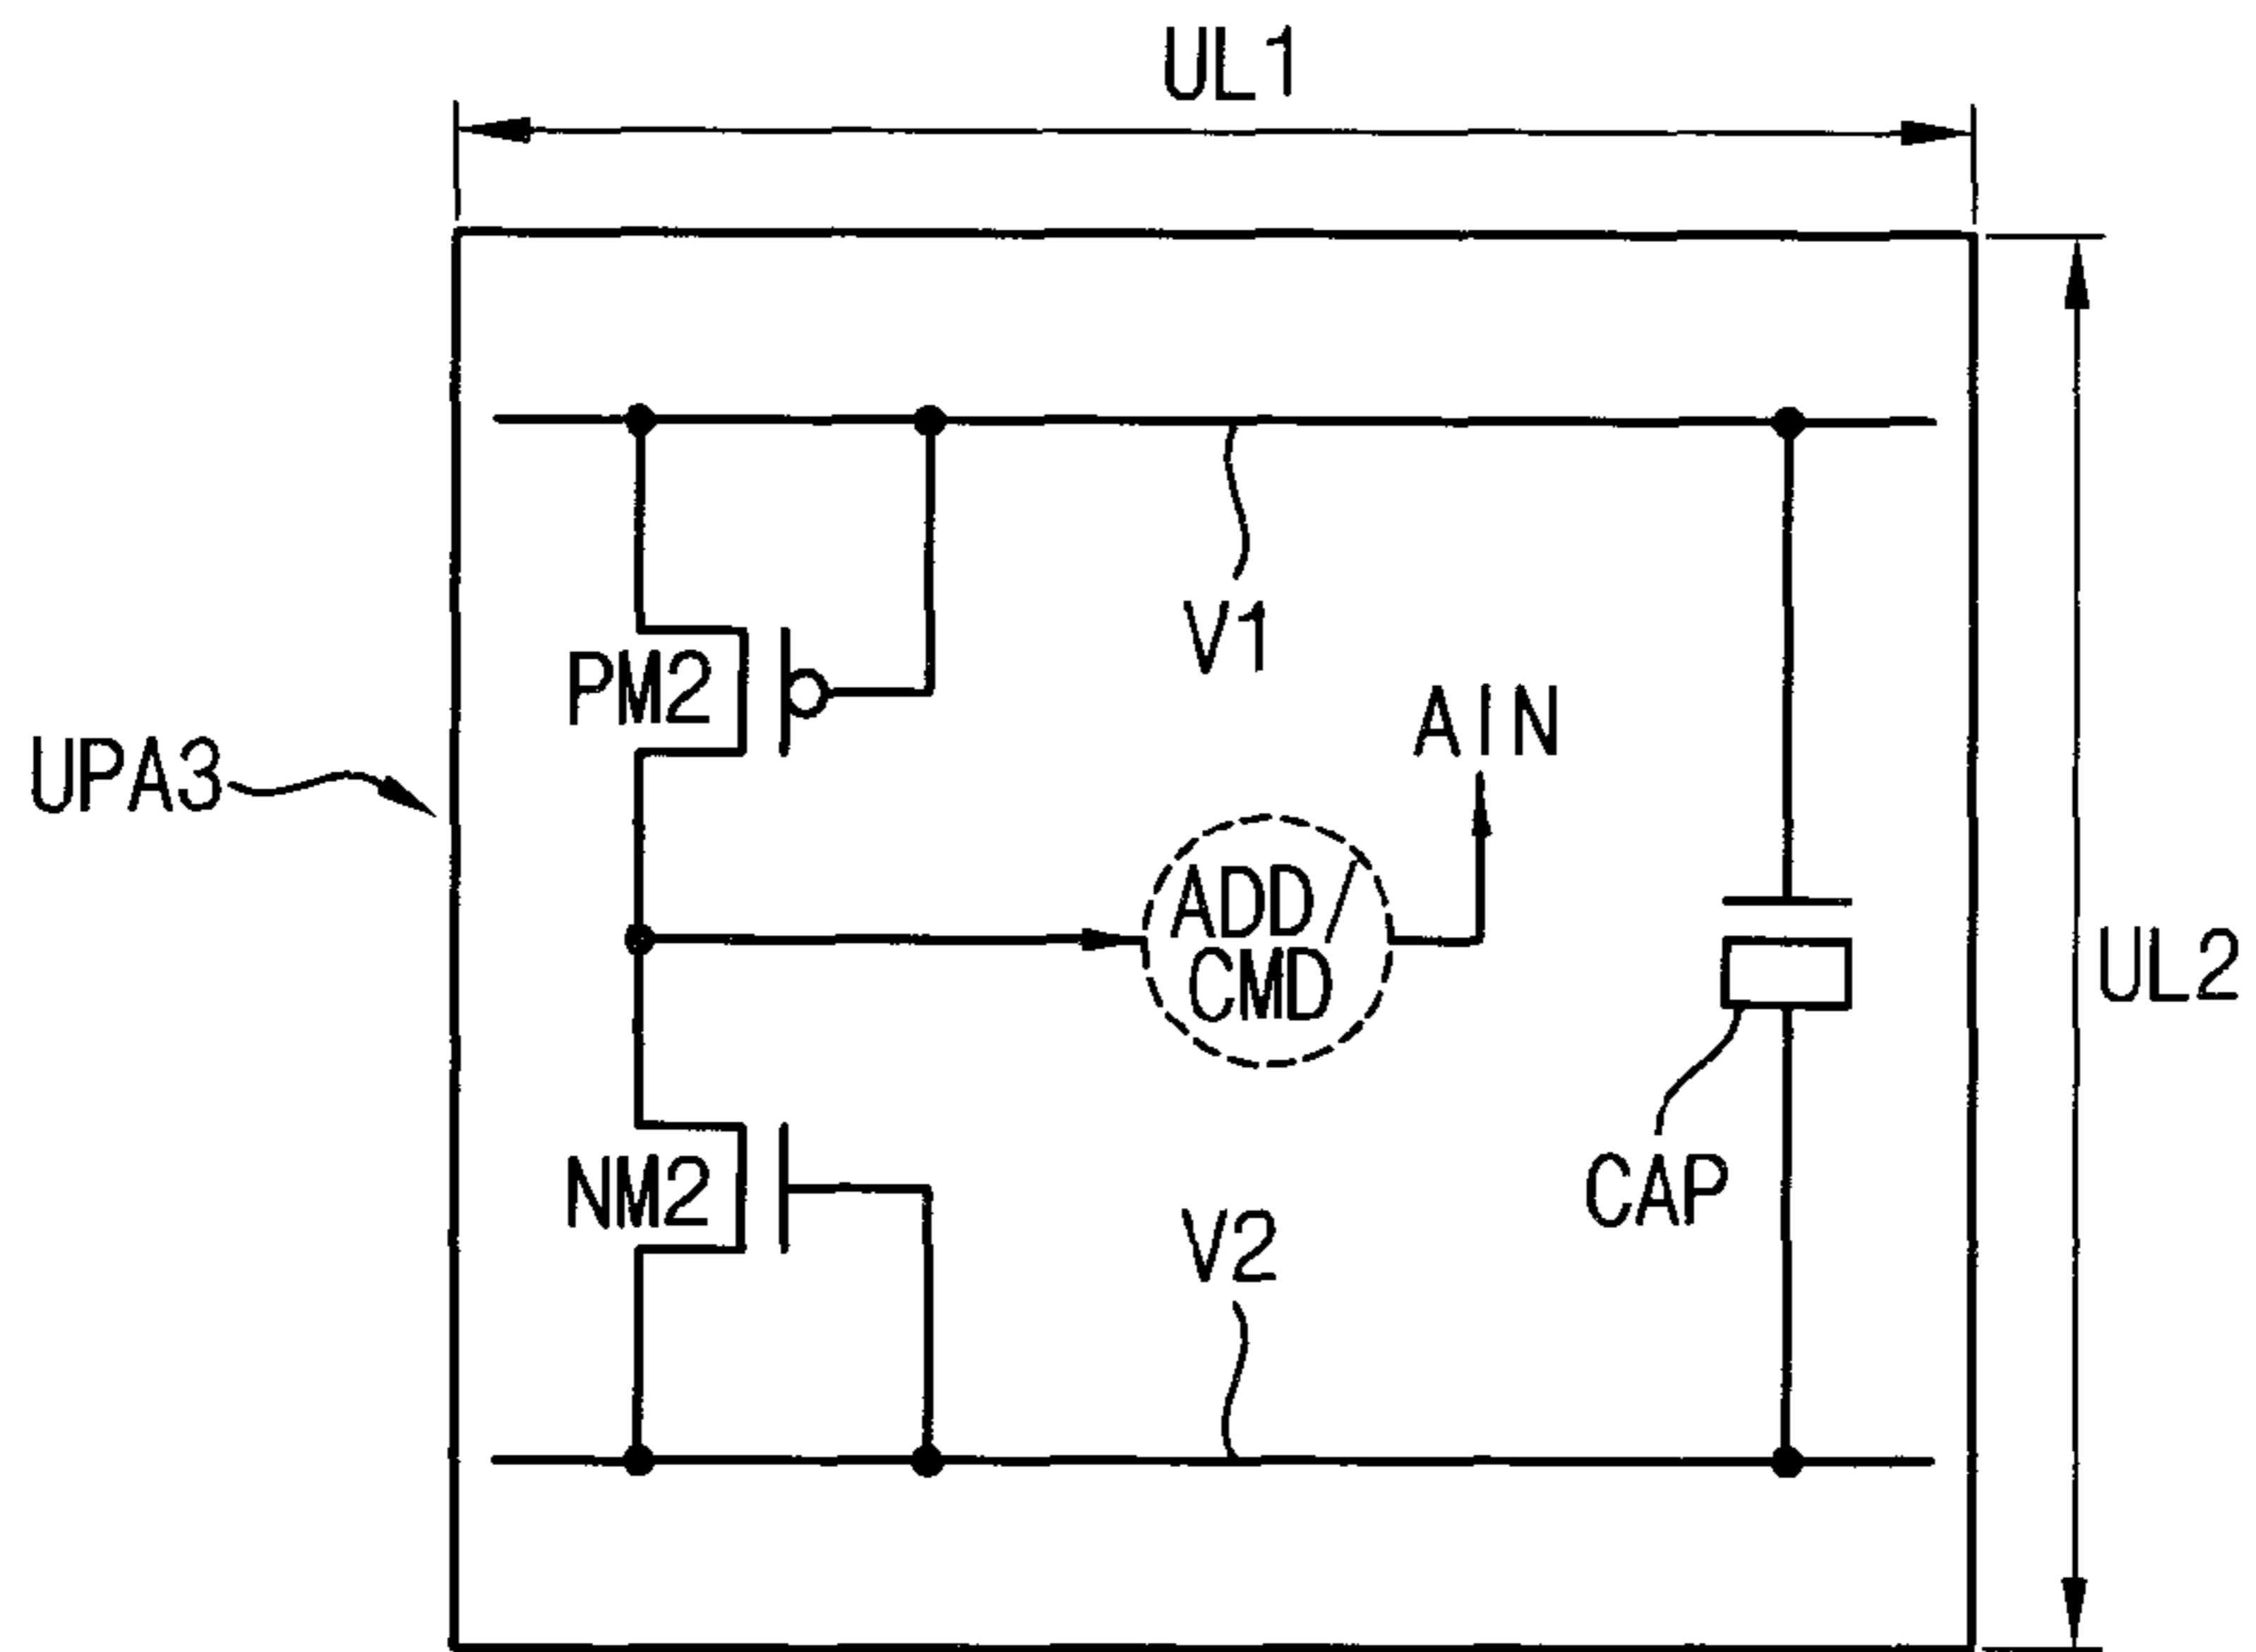 UL1
V1
PM2
AIN
UPA3
ADD/
CMD
UL2
NM2
CAP
V2